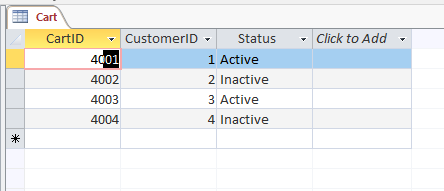 Cart
CartID CustomerID Status Click to Add
4001 1 Active
4002 2 Inactive
4003 3 Active
4004 4 Inactive